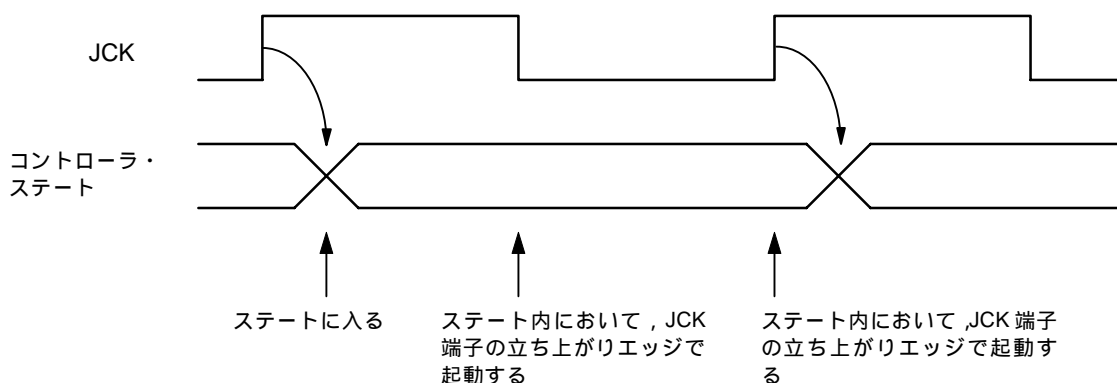 JCK
コントローラ・
ステート
ステートに入る
ステート内において，JCK
端子の立ち上がりエッジで
起動する
ステート内において，JCK 端子
の立ち上がりエッジで起動す
る